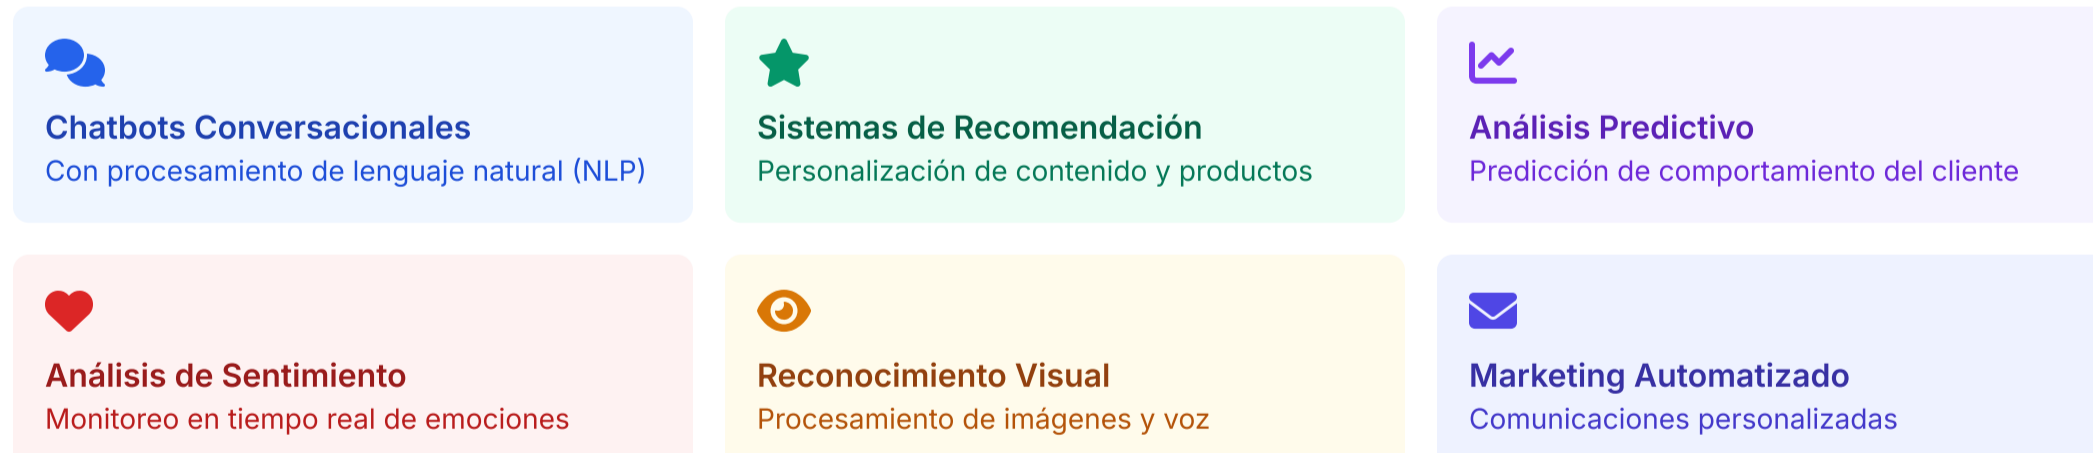 Chatbots Conversacionales
Con procesamiento de lenguaje natural (NLP)
Sistemas de Recomendación
Personalización de contenido y productos
Análisis Predictivo
Predicción de comportamiento del cliente
Análisis de Sentimiento
Monitoreo en tiempo real de emociones
Reconocimiento Visual
Procesamiento de imágenes y voz
Marketing Automatizado
Comunicaciones personalizadas